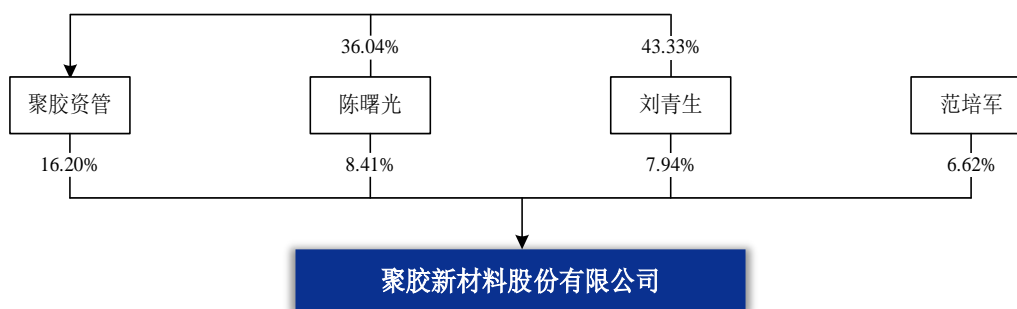 36.04%
43.33%
聚胶资管
陈曙光
刘青生
范培军
16.20%
8.41%
7.94%
6.62%
聚胶新材料股份有限公司